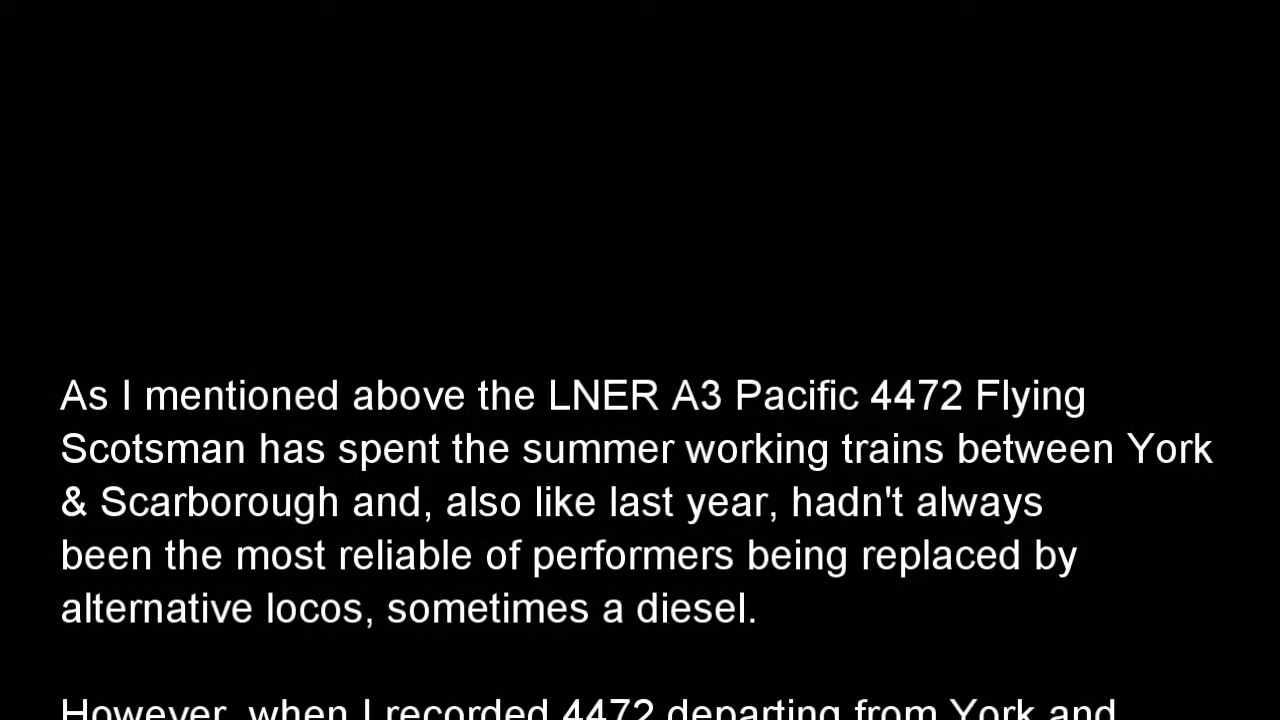 As I mentioned above the LNER A3 Pacific 4472 Flying
Scotsman has spent the summer working trains between York
& Scarborough and, also like last year, hadn't always
been the most reliable of performers being replaced by
alternative locos, sometimes a diesel.
However, when I recorded 4472 departing from York and